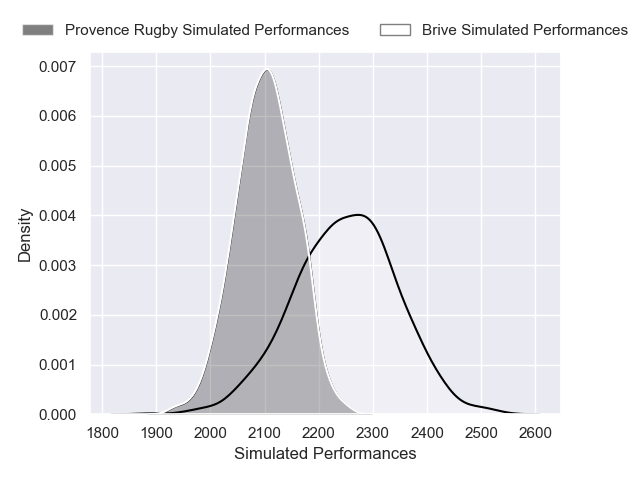 Provence Rugby Simulated Performances Brive Simulated Performances
0.007
0.006
0.005
0.004
0.003
0.002
0.001
0.000
Density
1800 1900 2000 2100 2200 2300 2400 2500 2600
Simulated Performances